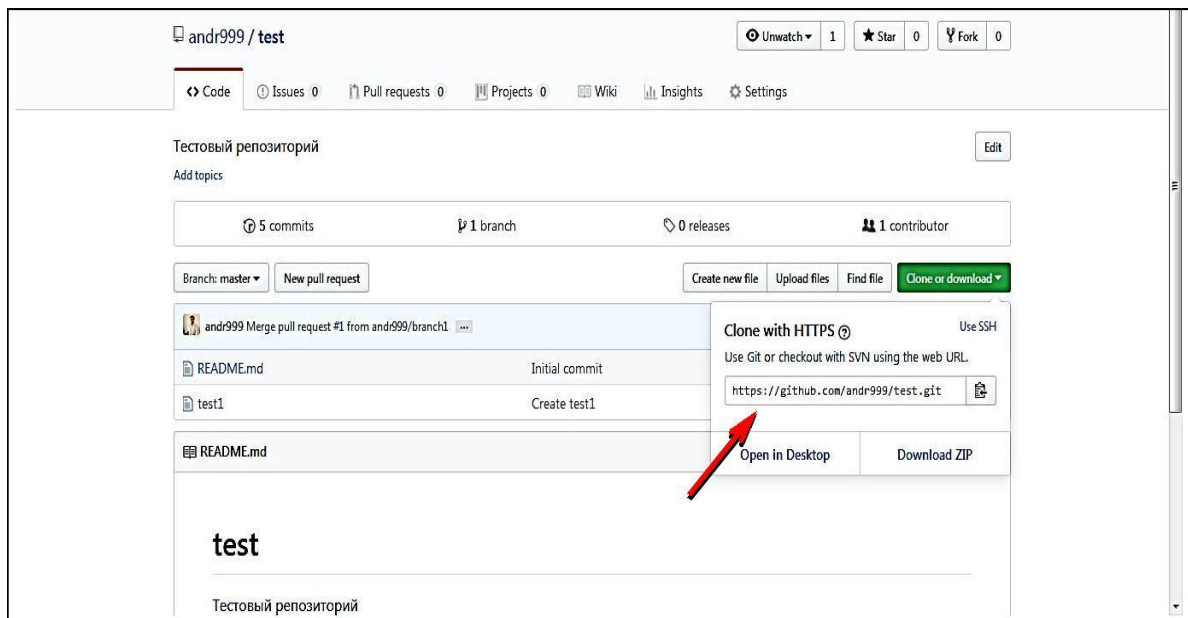 andr999 / test
Unwatch 1 Star 0 Fork 0
Code Issues 0 Pull requests 0 Projects 0 Wiki Insights Settings
Тестовый репозиторий
Edit
Add topics
5 commits 1 branch 0 releases 1 contributor
Branch: master New pull request Create new file Upload files Find file Clone or download
andr999 Merge pull request #1 from andr999/branch1 ...
README.md Initial commit
test1 Create test1
Clone with HTTPS ? Use SSH
Use Git or checkout with SVN using the web URL.
https://github.com/andr999/test.git
Open in Desktop Download ZIP
README.md
test
Тестовый репозиторий